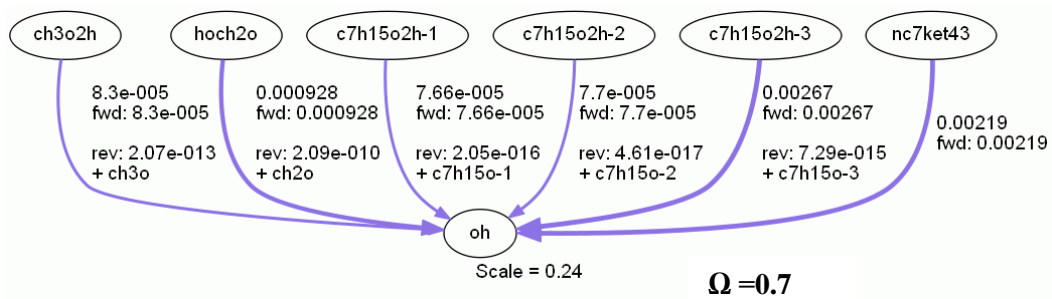 ch3o2h
hoch2o
c7h15o2h-1
c7h15o2h-2
c7h15o2h-3
nc7ket43
8.3e-005
fwd: 8.3e-005
rev: 2.07e-013
+ ch3o
0.000928
fwd: 0.000928
rev: 2.09e-010
+ ch2o
7.66e-005
fwd: 7.66e-005
rev: 2.05e-016
+ c7h15o-1
7.7e-005
fwd: 7.7e-005
rev: 4.61e-017
+ c7h15o-2
0.00267
fwd: 0.00267
rev: 7.29e-015
+ c7h15o-3
0.00219
fwd: 0.00219
oh
Scale = 0.24
Ω =0.7